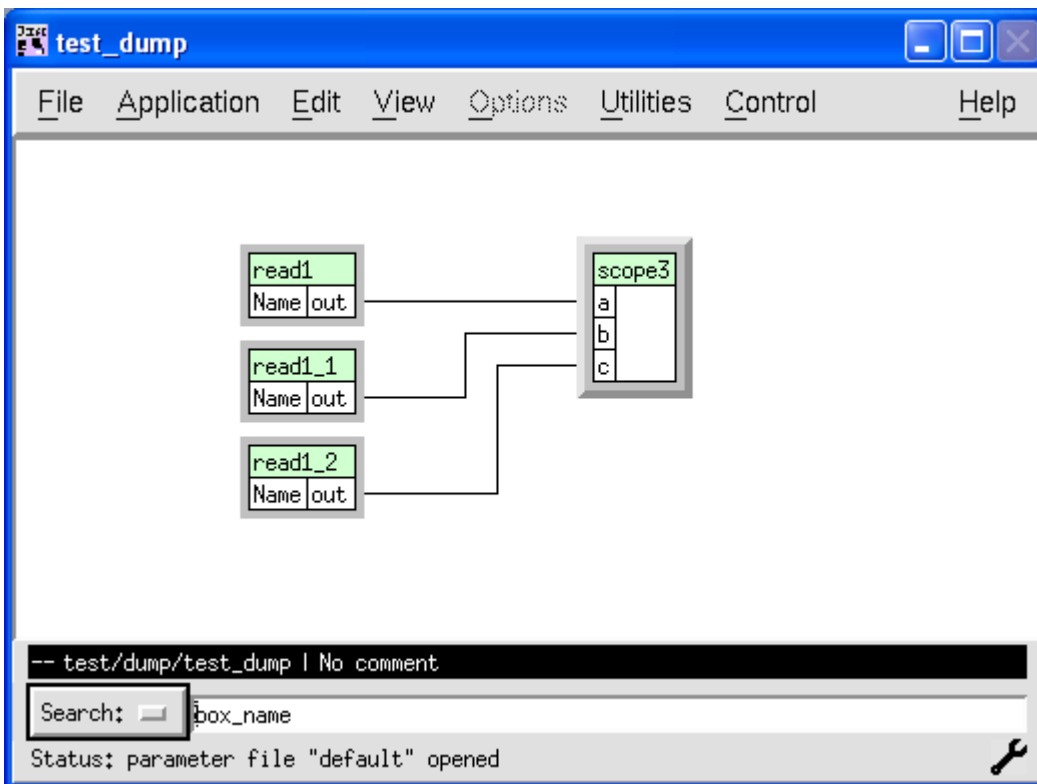 test_dump
File Application Edit View Options Utilities Control Help
read1
Name out
read1_1
Name out
read1_2
Name out
scope3
a
b
c
-- test/dump/test_dump | No comment
Search: box_name
Status: parameter file "default" opened